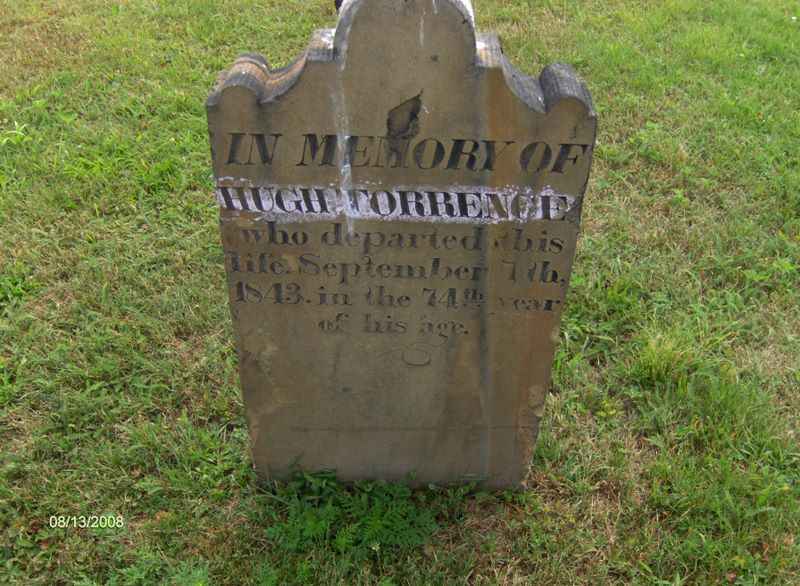 IN MEMORY OF
HUGH TORRENCE
who departed this
life. September 7th,
1843. in the 74th year
of his age.
08/13/2008